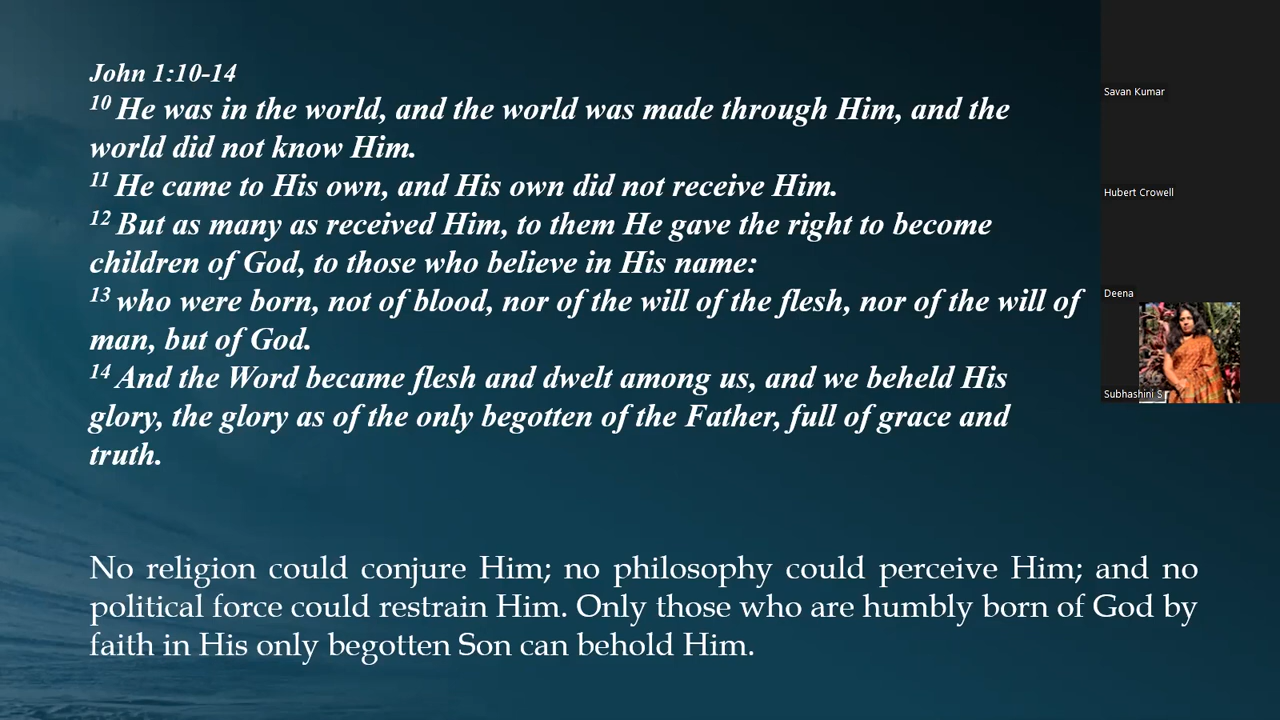 John 1:10-14
10 He was in the world, and the world was made through Him, and the
world did not know Him.
11 He came to His own, and His own did not receive Him.
12 But as many as received Him, to them He gave the right to become
children of God, to those who believe in His name:
13 who were born, not of blood, nor of the will of the flesh, nor of the will of
man, but of God.
14 And the Word became flesh and dwelt among us, and we beheld His
glory, the glory as of the only begotten of the Father, full of grace and
truth.
No religion could conjure Him; no philosophy could perceive Him; and no
political force could restrain Him. Only those who are humbly born of God by
faith in His only begotten Son can behold Him.
Savan Kumar
Hubert Crowell
Deena
Subhashini S